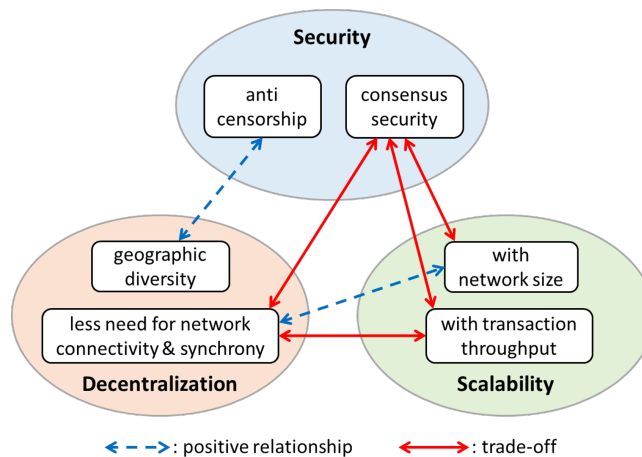 Security
anti
censorship
consensus
security
geographic
diversity
less need for network
connectivity & synchrony
Decentralization
with
network size
with transaction
throughput
Scalability
: positive relationship
: trade-off